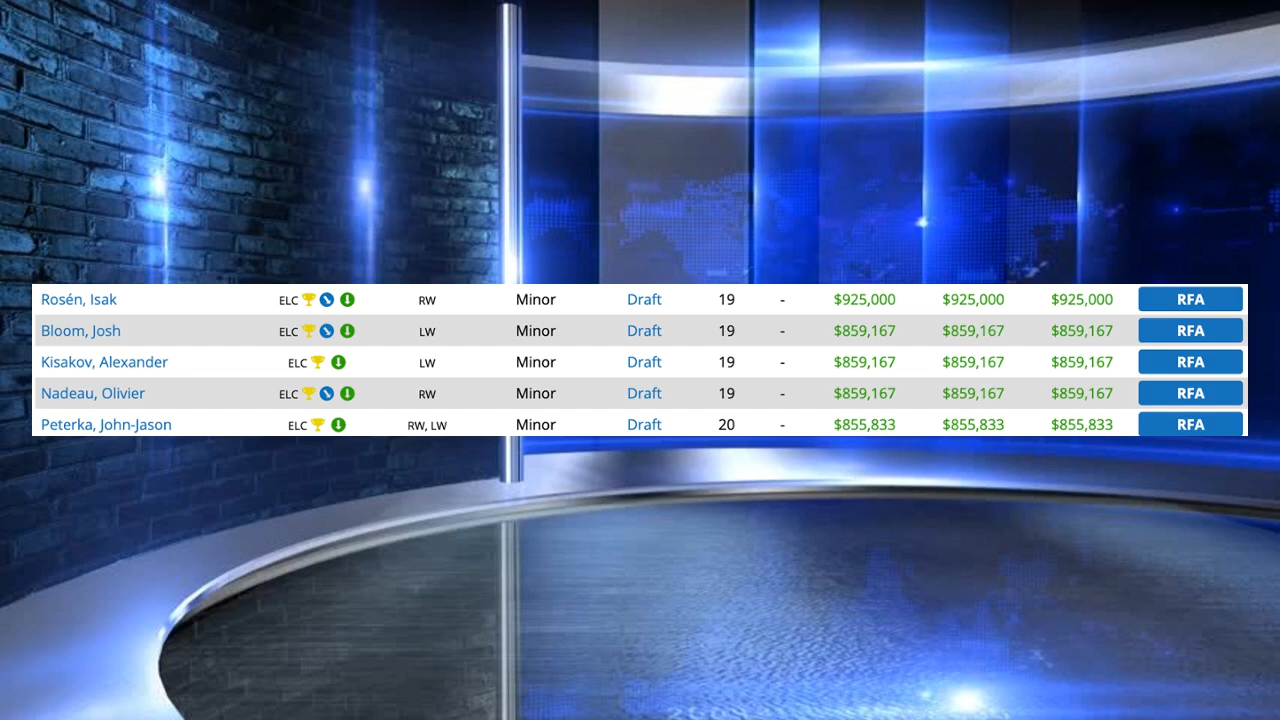 Rosén, Isak ELC RW Minor Draft 19 - $925,000 $925,000 $925,000 RFA
Bloom, Josh ELC LW Minor Draft 19 - $859,167 $859,167 $859,167 RFA
Kisakov, Alexander ELC LW Minor Draft 19 - $859,167 $859,167 $859,167 RFA
Nadeau, Olivier ELC RW Minor Draft 19 - $859,167 $859,167 $859,167 RFA
Peterka, John-Jason ELC RW, LW Minor Draft 20 - $855,833 $855,833 $855,833 RFA